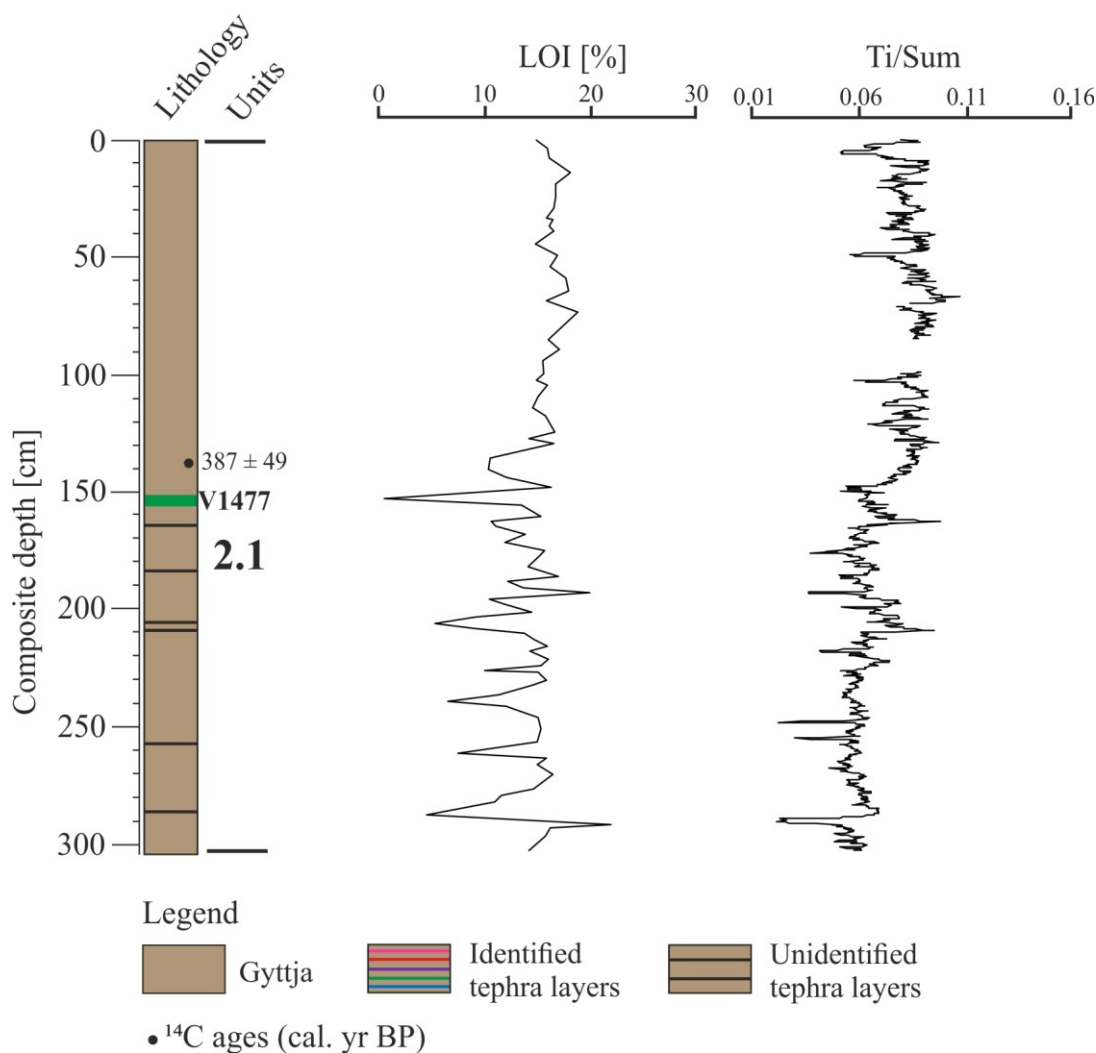 Lithology
Units
LOI [%]
0 10 20 30
Ti/Sum
0.01 0.06 0.11 0.16
Composite depth [cm]
0
50
100
150
200
250
300
387 ± 49
V1477
2.1
Legend
Gyttja
Identified
tephra layers
Unidentified
tephra layers
• ¹⁴C ages (cal. yr BP)